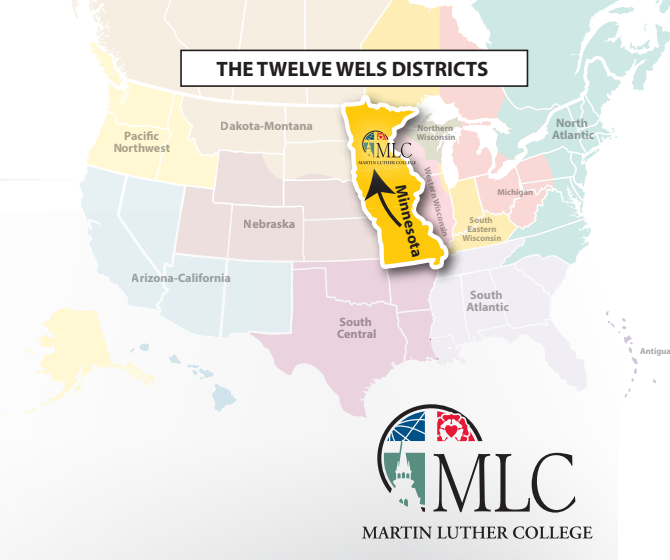 THE TWELVE WELS DISTRICTS
Pacific
Northwest
Dakota-Montana
MLC
MARTIN LUTHER COLLEGE
Northern
Wisconsin
North
Atlantic
Western Wisconsin
Michigan
Minnesota
Nebraska
South
Eastern
Wisconsin
Arizona-California
South
Atlantic
South
Central
Antigua
MLC
MARTIN LUTHER COLLEGE